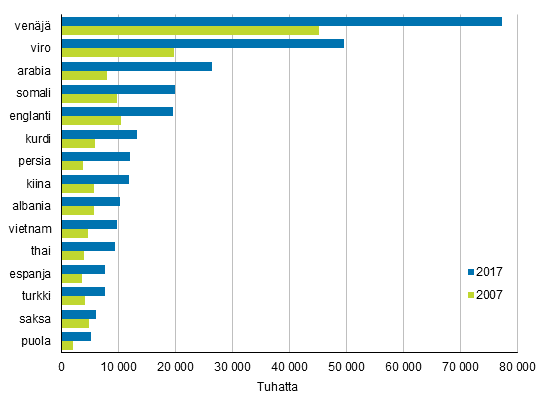 venäjä
viro
arabia
somali
englanti
kurdi
persia
kiina
albania
vietnam
thai
espanja
turkki
saksa
puola
2017
2007
0 10 000 20 000 30 000 40 000 50 000 60 000 70 000 80 000
Tuhatta